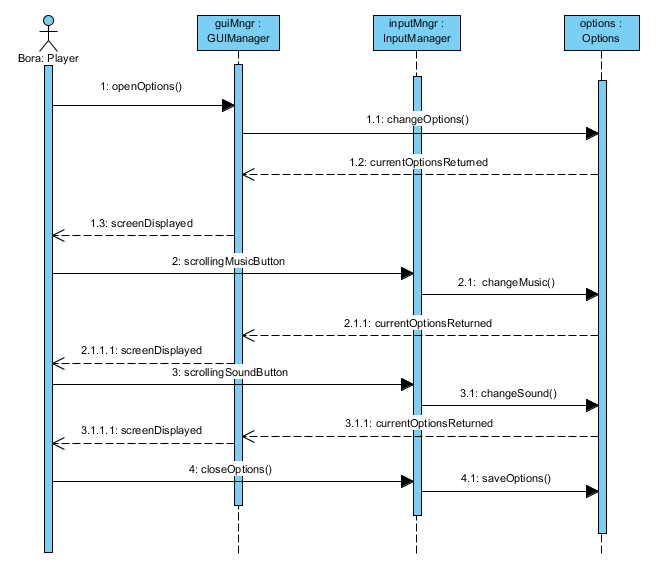 guiMngr :
GUIManager
inputMngr :
InputManager
options :
Options
Bora: Player
1: openOptions()
1.1: changeOptions()
1.2: currentOptionsReturned
1.3: screenDisplayed
2: scrollingMusicButton
2.1:  changeMusic()
2.1.1: currentOptionsReturned
2.1.1.1: screenDisplayed
3: scrollingSoundButton
3.1: changeSound()
3.1.1: currentOptionsReturned
3.1.1.1: screenDisplayed
4: closeOptions()
4.1: saveOptions()